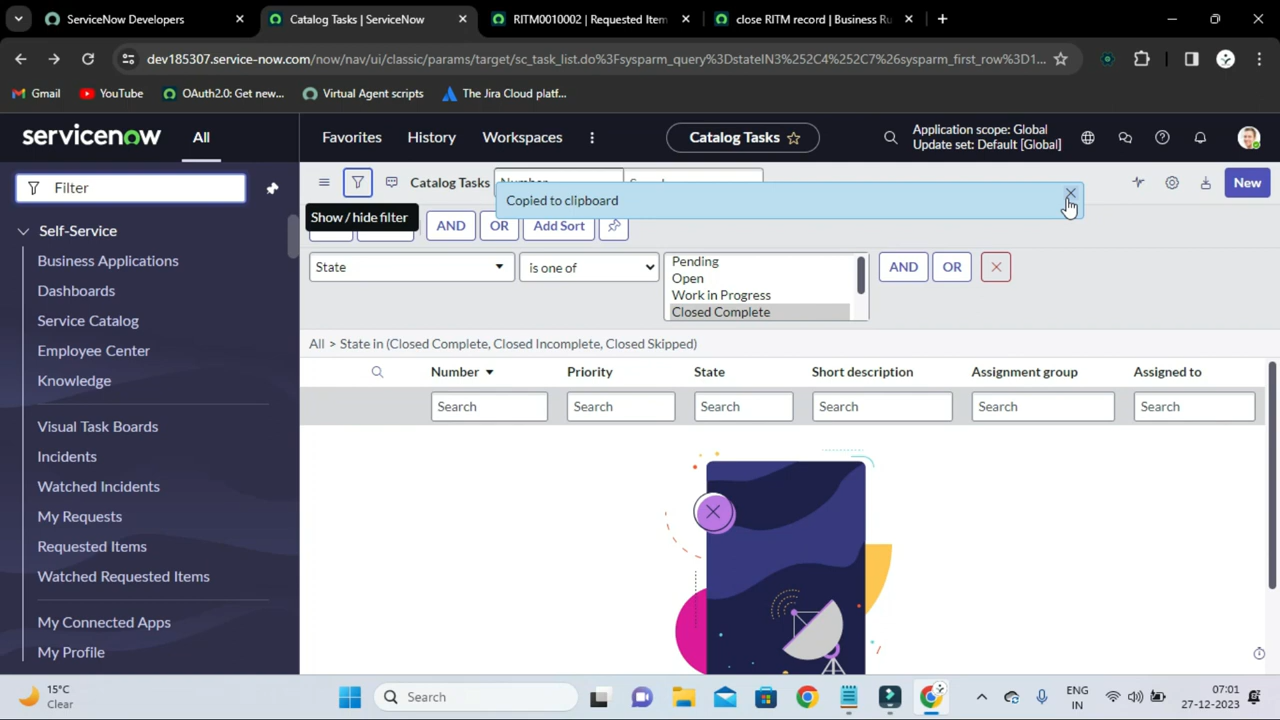 ServiceNow Developers
Catalog Tasks | ServiceNow
RITM0010002 | Requested Item
close RITM record | Business Ru
dev185307.service-now.com/now/nav/ui/classic/params/target/sc_task_list.do%3Fsysparm_query%3DstateIN3%252C4%252C7%26sysparm_first_row%3D1...
Gmail
YouTube
OAuth2.0: Get new...
Virtual Agent scripts
The Jira Cloud platf...
servicenow
All
Favorites
History
Workspaces
Catalog Tasks
Application scope: Global
Update set: Default [Global]
Filter
Catalog Tasks
New
Copied to clipboard
Show / hide filter
AND
OR
Add Sort
State
is one of
Pending
Open
Work in Progress
Closed Complete
AND
OR
All > State in (Closed Complete, Closed Incomplete, Closed Skipped)
Number
Priority
State
Short description
Assignment group
Assigned to
Search
Search
Search
Search
Search
Search
Self-Service
Business Applications
Dashboards
Service Catalog
Employee Center
Knowledge
Visual Task Boards
Incidents
Watched Incidents
My Requests
Requested Items
Watched Requested Items
My Connected Apps
My Profile
15°C
Clear
Search
ENG
IN
07:01
27-12-2023